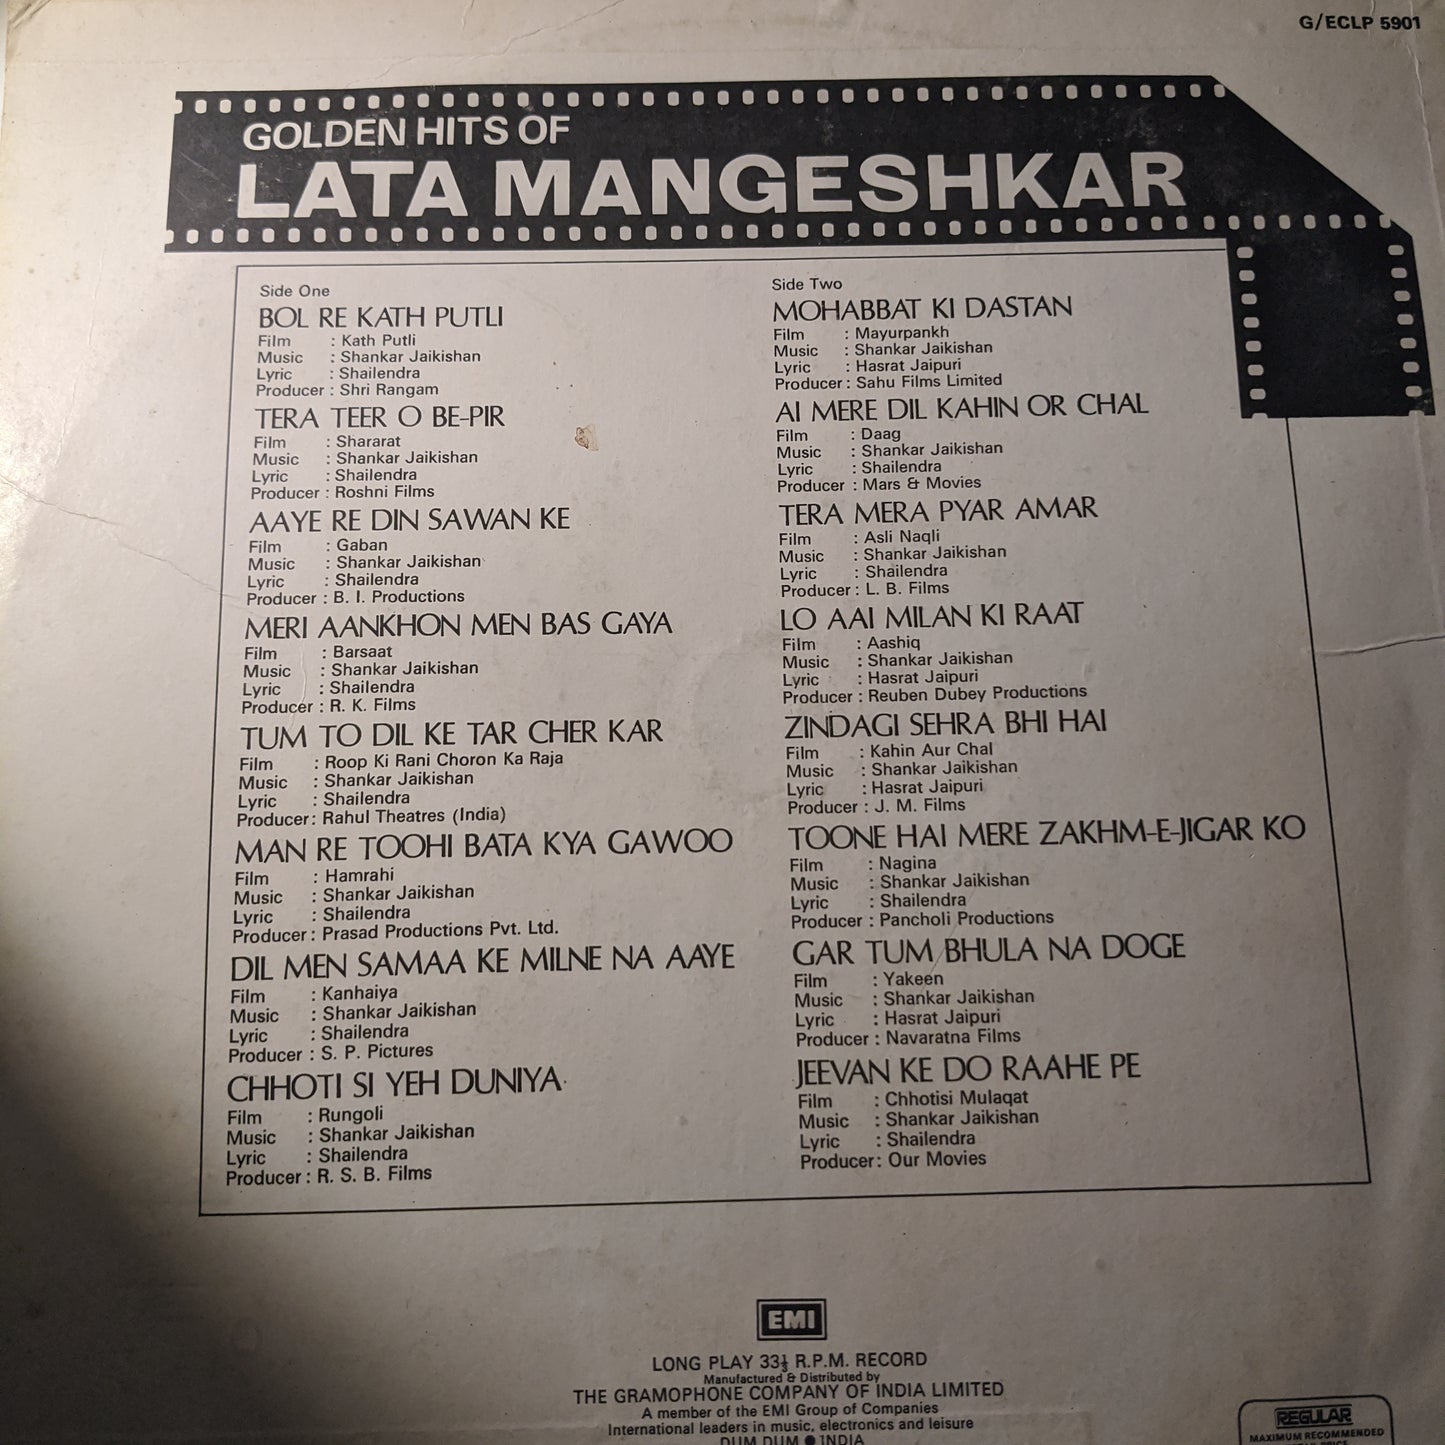 G/ECLP 5901
GOLDEN HITS OF
LATA MANGESHKAR
Side One
BOL RE KATH PUTLI
Film : Kath Putli
Music : Shankar Jaikishan
Lyric : Shailendra
Producer : Shri Rangam
TERA TEER O BE-PIR
Film : Shararat
Music : Shankar Jaikishan
Lyric : Shailendra
Producer : Roshni Films
AAYE RE DIN SAWAN KE
Film : Gaban
Music : Shankar Jaikishan
Lyric : Shailendra
Producer : B. I. Productions
MERI AANKHON MEN BAS GAYA
Film : Barsaat
Music : Shankar Jaikishan
Lyric : Shailendra
Producer : R. K. Films
TUM TO DIL KE TAR CHER KAR
Film : Roop Ki Rani Choron Ka Raja
Music : Shankar Jaikishan
Lyric : Shailendra
Producer : Rahul Theatres (India)
MAN RE TOOHI BATA KYA GAWOO
Film : Hamrahi
Music : Shankar Jaikishan
Lyric : Shailendra
Producer : Prasad Productions Pvt. Ltd.
DIL MEN SAMAA KE MILNE NA AAYE
Film : Kanhaiya
Music : Shankar Jaikishan
Lyric : Shailendra
Producer : S. P. Pictures
CHHOTI SI YEH DUNIYA
Film : Rungoli
Music : Shankar Jaikishan
Lyric : Shailendra
Producer : R. S. B. Films
Side Two
MOHABBAT KI DASTAN
Film : Mayurpankh
Music : Shankar Jaikishan
Lyric : Hasrat Jaipuri
Producer : Sahu Films Limited
AI MERE DIL KAHIN OR CHAL
Film : Daag
Music : Shankar Jaikishan
Lyric : Shailendra
Producer : Mars & Movies
TERA MERA PYAR AMAR
Film : Asli Naqli
Music : Shankar Jaikishan
Lyric : Shailendra
Producer : L. B. Films
LO AAI MILAN KI RAAT
Film : Aashiq
Music : Shankar Jaikishan
Lyric : Hasrat Jaipuri
Producer : Reuben Dubey Productions
ZINDAGI SEHRA BHI HAI
Film : Kahin Aur Chal
Music : Shankar Jaikishan
Lyric : Hasrat Jaipuri
Producer : J. M. Films
TOONE HAI MERE ZAKHM-E-JIGAR KO
Film : Nagina
Music : Shankar Jaikishan
Lyric : Shailendra
Producer : Pancholi Productions
GAR TUM BHULA NA DOGE
Film : Yakeen
Music : Shankar Jaikishan
Lyric : Hasrat Jaipuri
Producer : Navaratna Films
JEEVAN KE DO RAAHE PE
Film : Chhotisi Mulaqat
Music : Shankar Jaikishan
Lyric : Shailendra
Producer : Our Movies
EMI
LONG PLAY 33⅓ R.P.M. RECORD
Manufactured & Distributed by
THE GRAMOPHONE COMPANY OF INDIA LIMITED
A member of the EMI Group of Companies
International leaders in music, electronics and leisure
DUM DUM ● INDIA
REGULAR
MAXIMUM RECOMMENDED